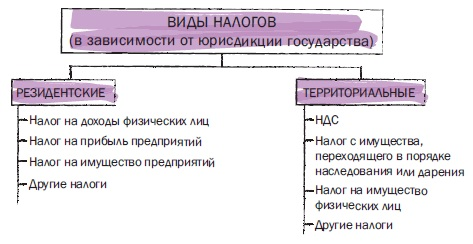 ВИДЫ НАЛОГОВ
(в зависимости от юрисдикции государства)
РЕЗИДЕНТСКИЕ
Налог на доходы физических лиц
Налог на прибыль предприятий
Налог на имущество предприятий
Другие налоги
ТЕРРИТОРИАЛЬНЫЕ
НДС
Налог с имущества,
переходящего в порядке
наследования или дарения
Налог на имущество
физических лиц
Другие налоги